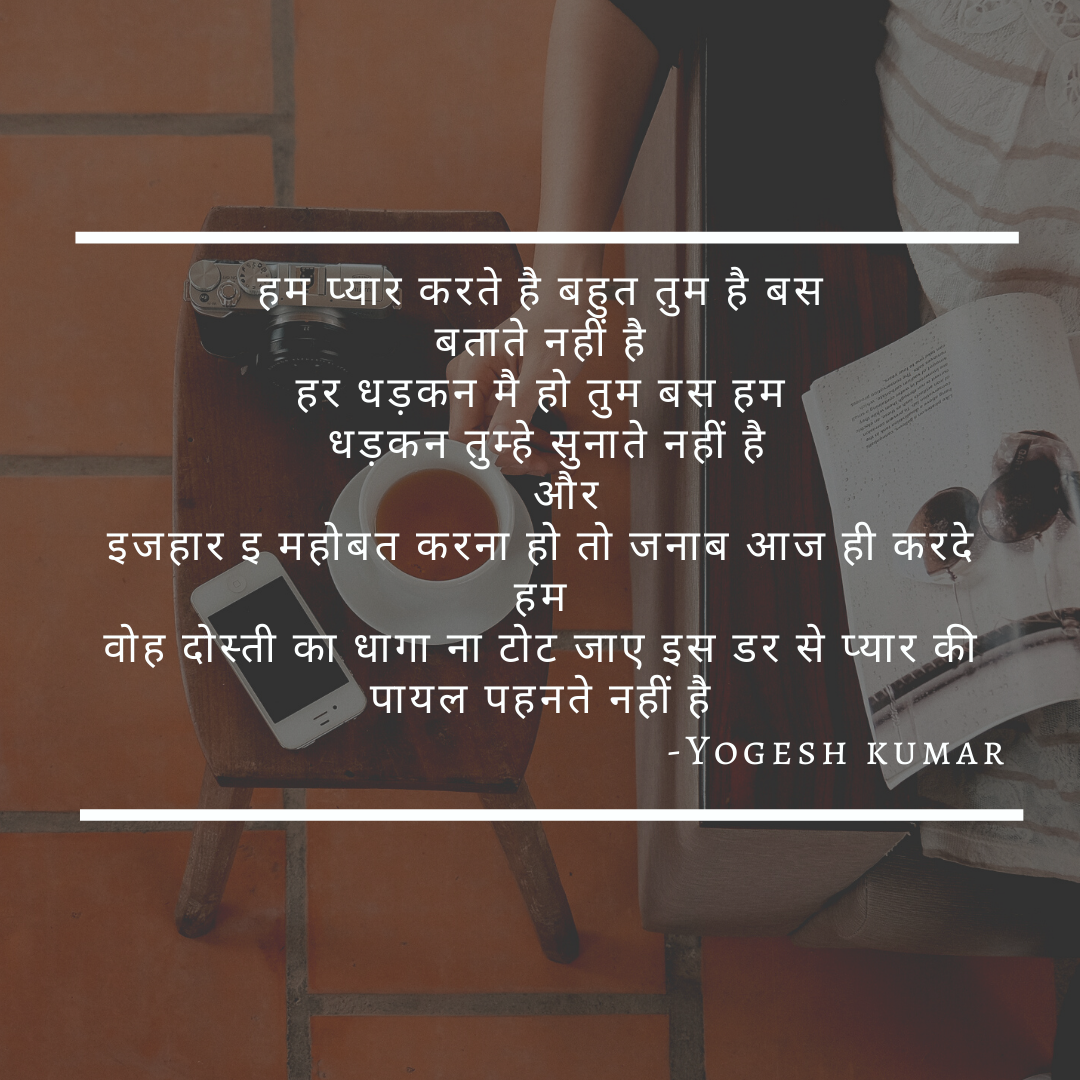 हम प्यार करते है बहुत तुम है बस
बताते नहीं है
हर धड़कन मै हो तुम बस हम
धड़कन तुम्हे सुनाते नहीं है
और
इजहार इ महोबत करना हो तो जनाब आज ही करदे
हम
वोह दोस्ती का धागा ना टोट जाए इस डर से प्यार की
पायल पहनते नहीं है
-Yogesh kumar